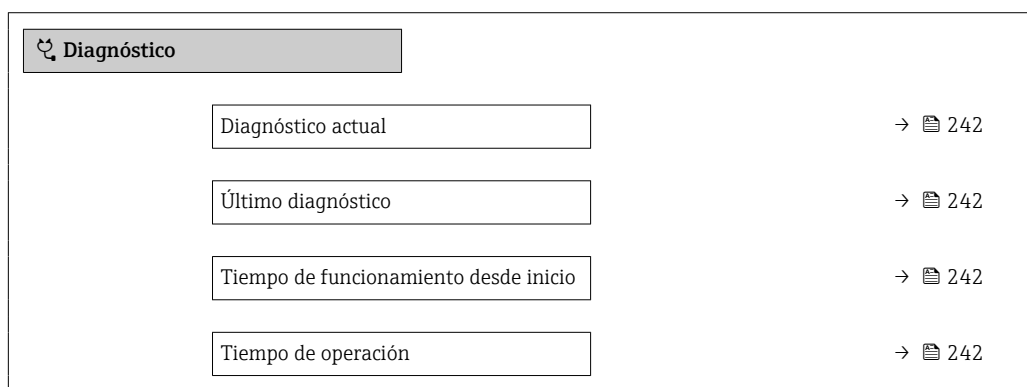 Diagnóstico
Diagnóstico actual → 242
Último diagnóstico → 242
Tiempo de funcionamiento desde inicio → 242
Tiempo de operación → 242